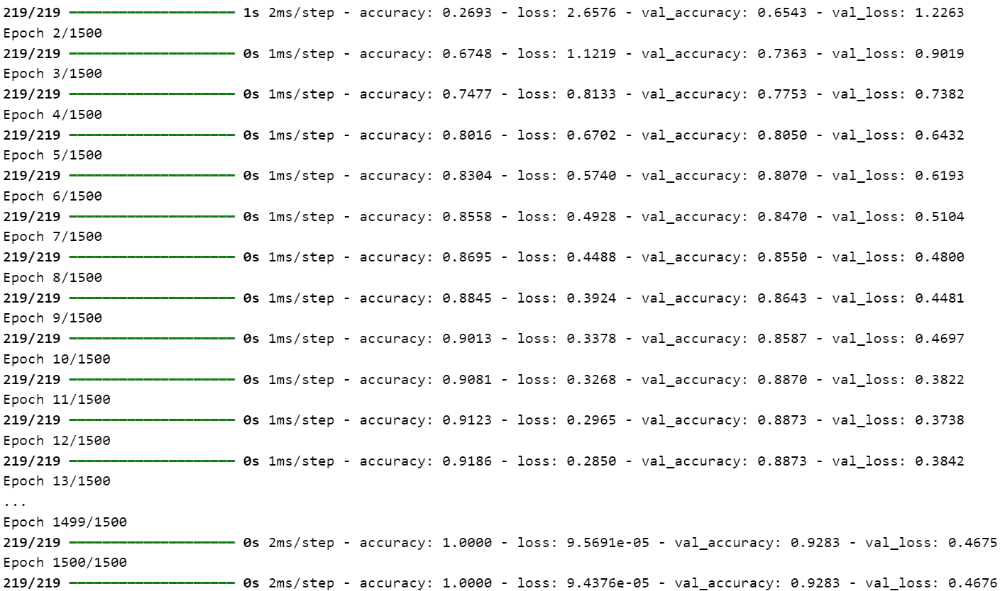 219/219 ━━━━━━━━━━━━━━━━━━━━ 1s 2ms/step - accuracy: 0.2693 - loss: 2.6576 - val_accuracy: 0.6543 - val_loss: 1.2263
Epoch 2/1500
219/219 ━━━━━━━━━━━━━━━━━━━━ 0s 1ms/step - accuracy: 0.6748 - loss: 1.1219 - val_accuracy: 0.7363 - val_loss: 0.9019
Epoch 3/1500
219/219 ━━━━━━━━━━━━━━━━━━━━ 0s 1ms/step - accuracy: 0.7477 - loss: 0.8133 - val_accuracy: 0.7753 - val_loss: 0.7382
Epoch 4/1500
219/219 ━━━━━━━━━━━━━━━━━━━━ 0s 1ms/step - accuracy: 0.8016 - loss: 0.6702 - val_accuracy: 0.8050 - val_loss: 0.6432
Epoch 5/1500
219/219 ━━━━━━━━━━━━━━━━━━━━ 0s 1ms/step - accuracy: 0.8304 - loss: 0.5740 - val_accuracy: 0.8070 - val_loss: 0.6193
Epoch 6/1500
219/219 ━━━━━━━━━━━━━━━━━━━━ 0s 1ms/step - accuracy: 0.8558 - loss: 0.4928 - val_accuracy: 0.8470 - val_loss: 0.5104
Epoch 7/1500
219/219 ━━━━━━━━━━━━━━━━━━━━ 0s 1ms/step - accuracy: 0.8695 - loss: 0.4488 - val_accuracy: 0.8550 - val_loss: 0.4800
Epoch 8/1500
219/219 ━━━━━━━━━━━━━━━━━━━━ 0s 1ms/step - accuracy: 0.8845 - loss: 0.3924 - val_accuracy: 0.8643 - val_loss: 0.4481
Epoch 9/1500
219/219 ━━━━━━━━━━━━━━━━━━━━ 0s 1ms/step - accuracy: 0.9013 - loss: 0.3378 - val_accuracy: 0.8587 - val_loss: 0.4697
Epoch 10/1500
219/219 ━━━━━━━━━━━━━━━━━━━━ 0s 1ms/step - accuracy: 0.9081 - loss: 0.3268 - val_accuracy: 0.8870 - val_loss: 0.3822
Epoch 11/1500
219/219 ━━━━━━━━━━━━━━━━━━━━ 0s 1ms/step - accuracy: 0.9123 - loss: 0.2965 - val_accuracy: 0.8873 - val_loss: 0.3738
Epoch 12/1500
219/219 ━━━━━━━━━━━━━━━━━━━━ 0s 1ms/step - accuracy: 0.9186 - loss: 0.2850 - val_accuracy: 0.8873 - val_loss: 0.3842
Epoch 13/1500
...
Epoch 1499/1500
219/219 ━━━━━━━━━━━━━━━━━━━━ 0s 2ms/step - accuracy: 1.0000 - loss: 9.5691e-05 - val_accuracy: 0.9283 - val_loss: 0.4675
Epoch 1500/1500
219/219 ━━━━━━━━━━━━━━━━━━━━ 0s 2ms/step - accuracy: 1.0000 - loss: 9.4376e-05 - val_accuracy: 0.9283 - val_loss: 0.4676